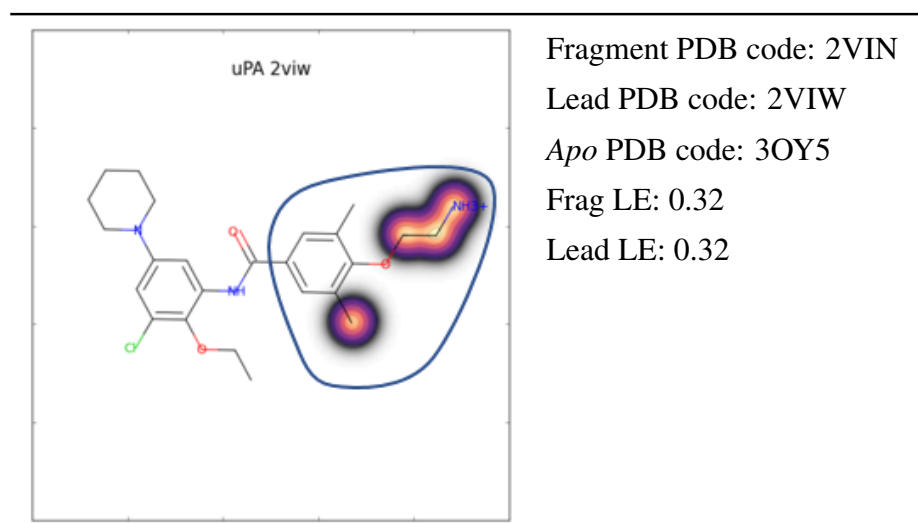 uPA 2viw
Fragment PDB code: 2VIN
Lead PDB code: 2VIW
Apo PDB code: 3OY5
Frag LE: 0.32
Lead LE: 0.32
NH3+
N
O
O
NH
Cl
O